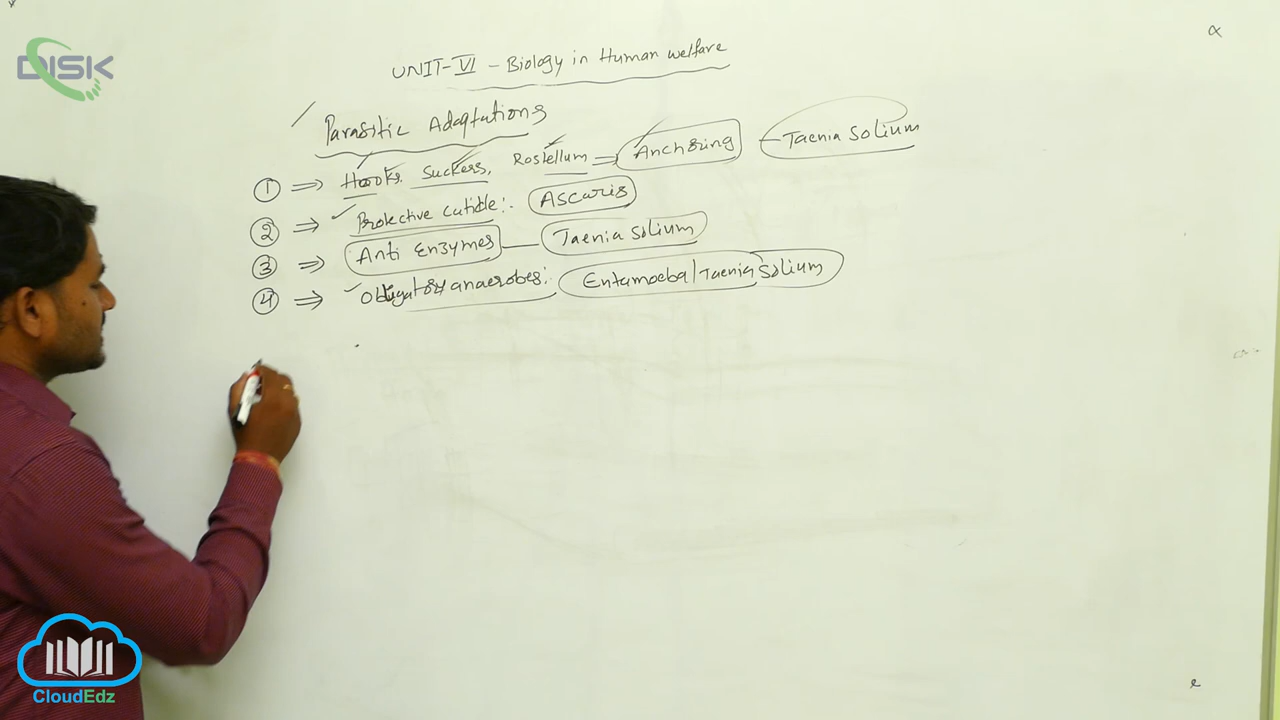 DISK
UNIT-VI - Biology in Human welfare
Parasitic Adaptations
① ⇒ Hooks, Suckers, Rostellum ⇒ Anchoring - Taenia Solium
② ⇒ Protective cuticle:- Ascaris
③ ⇒ Anti Enzymes - Taenia Solium
④ ⇒ Obligatory anaerobes: Entamoeba/Taenia Solium
CloudEdz